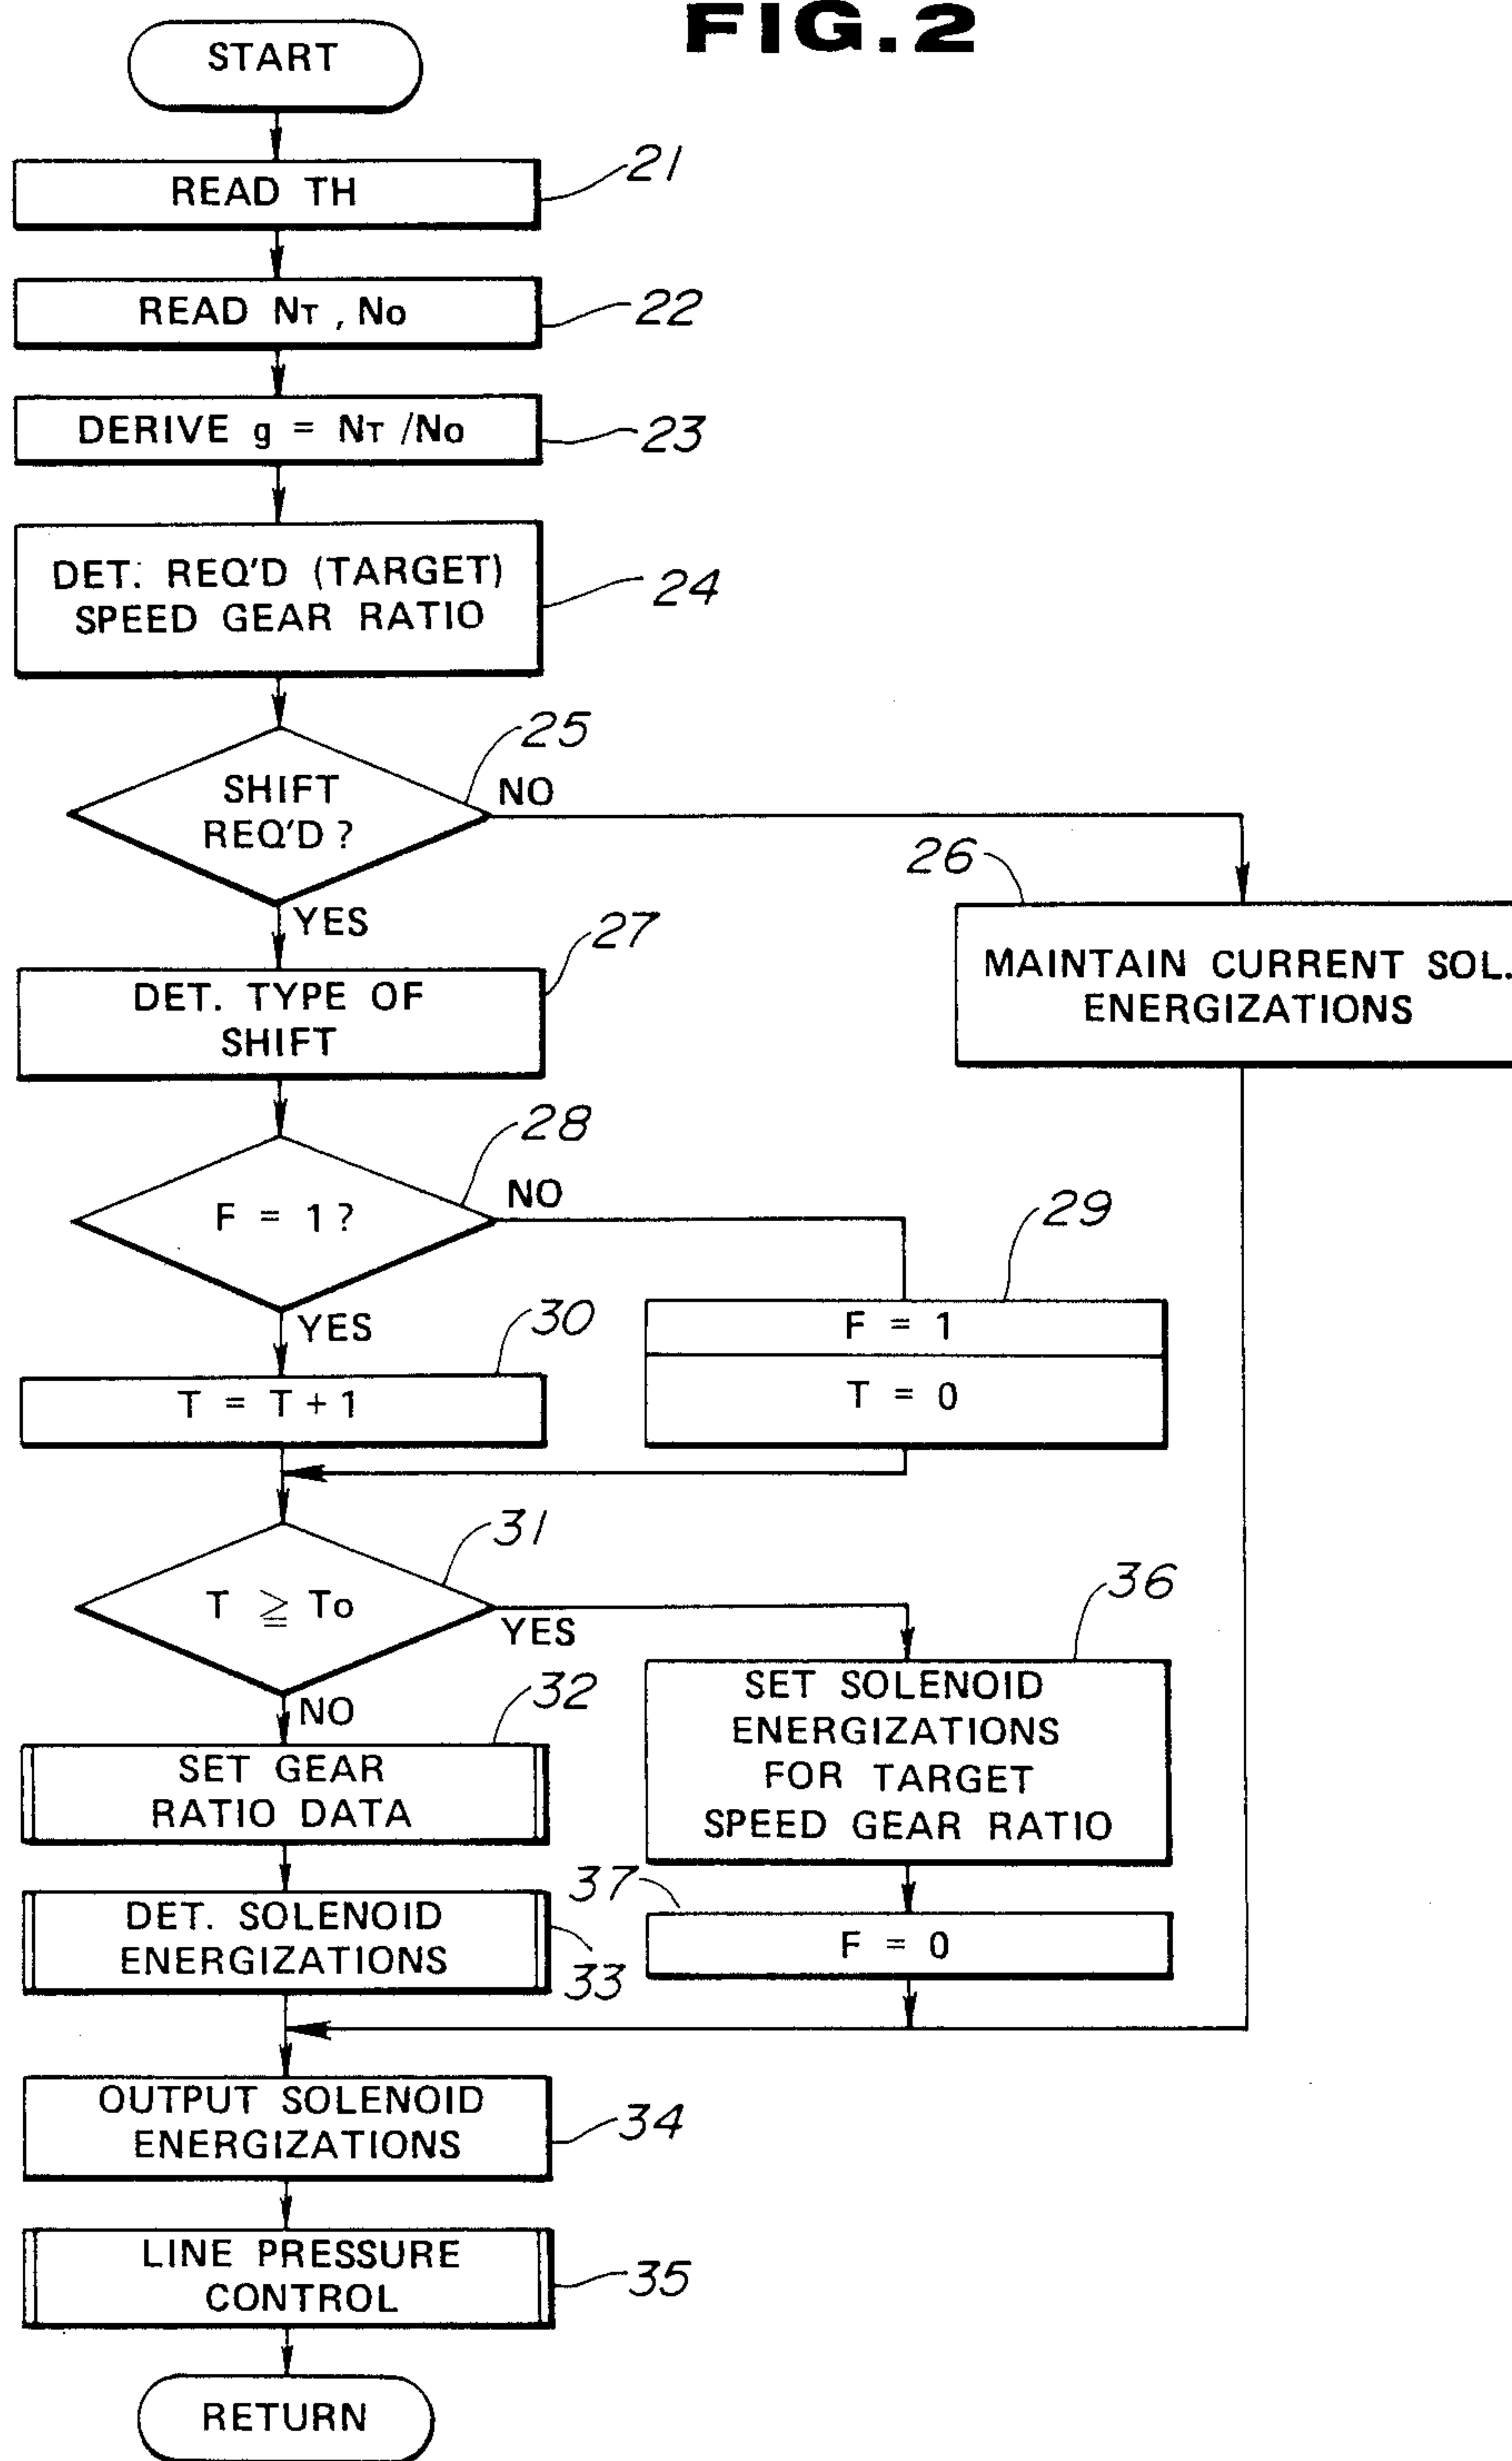 FIG.2
START
READ TH
21
READ NT , No
22
DERIVE g = NT /No
23
DET. REQ'D (TARGET)
SPEED GEAR RATIO
24
25
SHIFT
REQ'D ?
NO
YES
26
MAINTAIN CURRENT SOL.
ENERGIZATIONS
27
DET. TYPE OF
SHIFT
28
F = 1 ?
NO
YES
29
F = 1
T = 0
30
T = T + 1
31
T ≧ To
YES
NO
36
SET SOLENOID
ENERGIZATIONS
FOR TARGET
SPEED GEAR RATIO
32
SET GEAR
RATIO DATA
37
F = 0
DET. SOLENOID
ENERGIZATIONS
33
OUTPUT SOLENOID
ENERGIZATIONS
34
LINE PRESSURE
CONTROL
35
RETURN